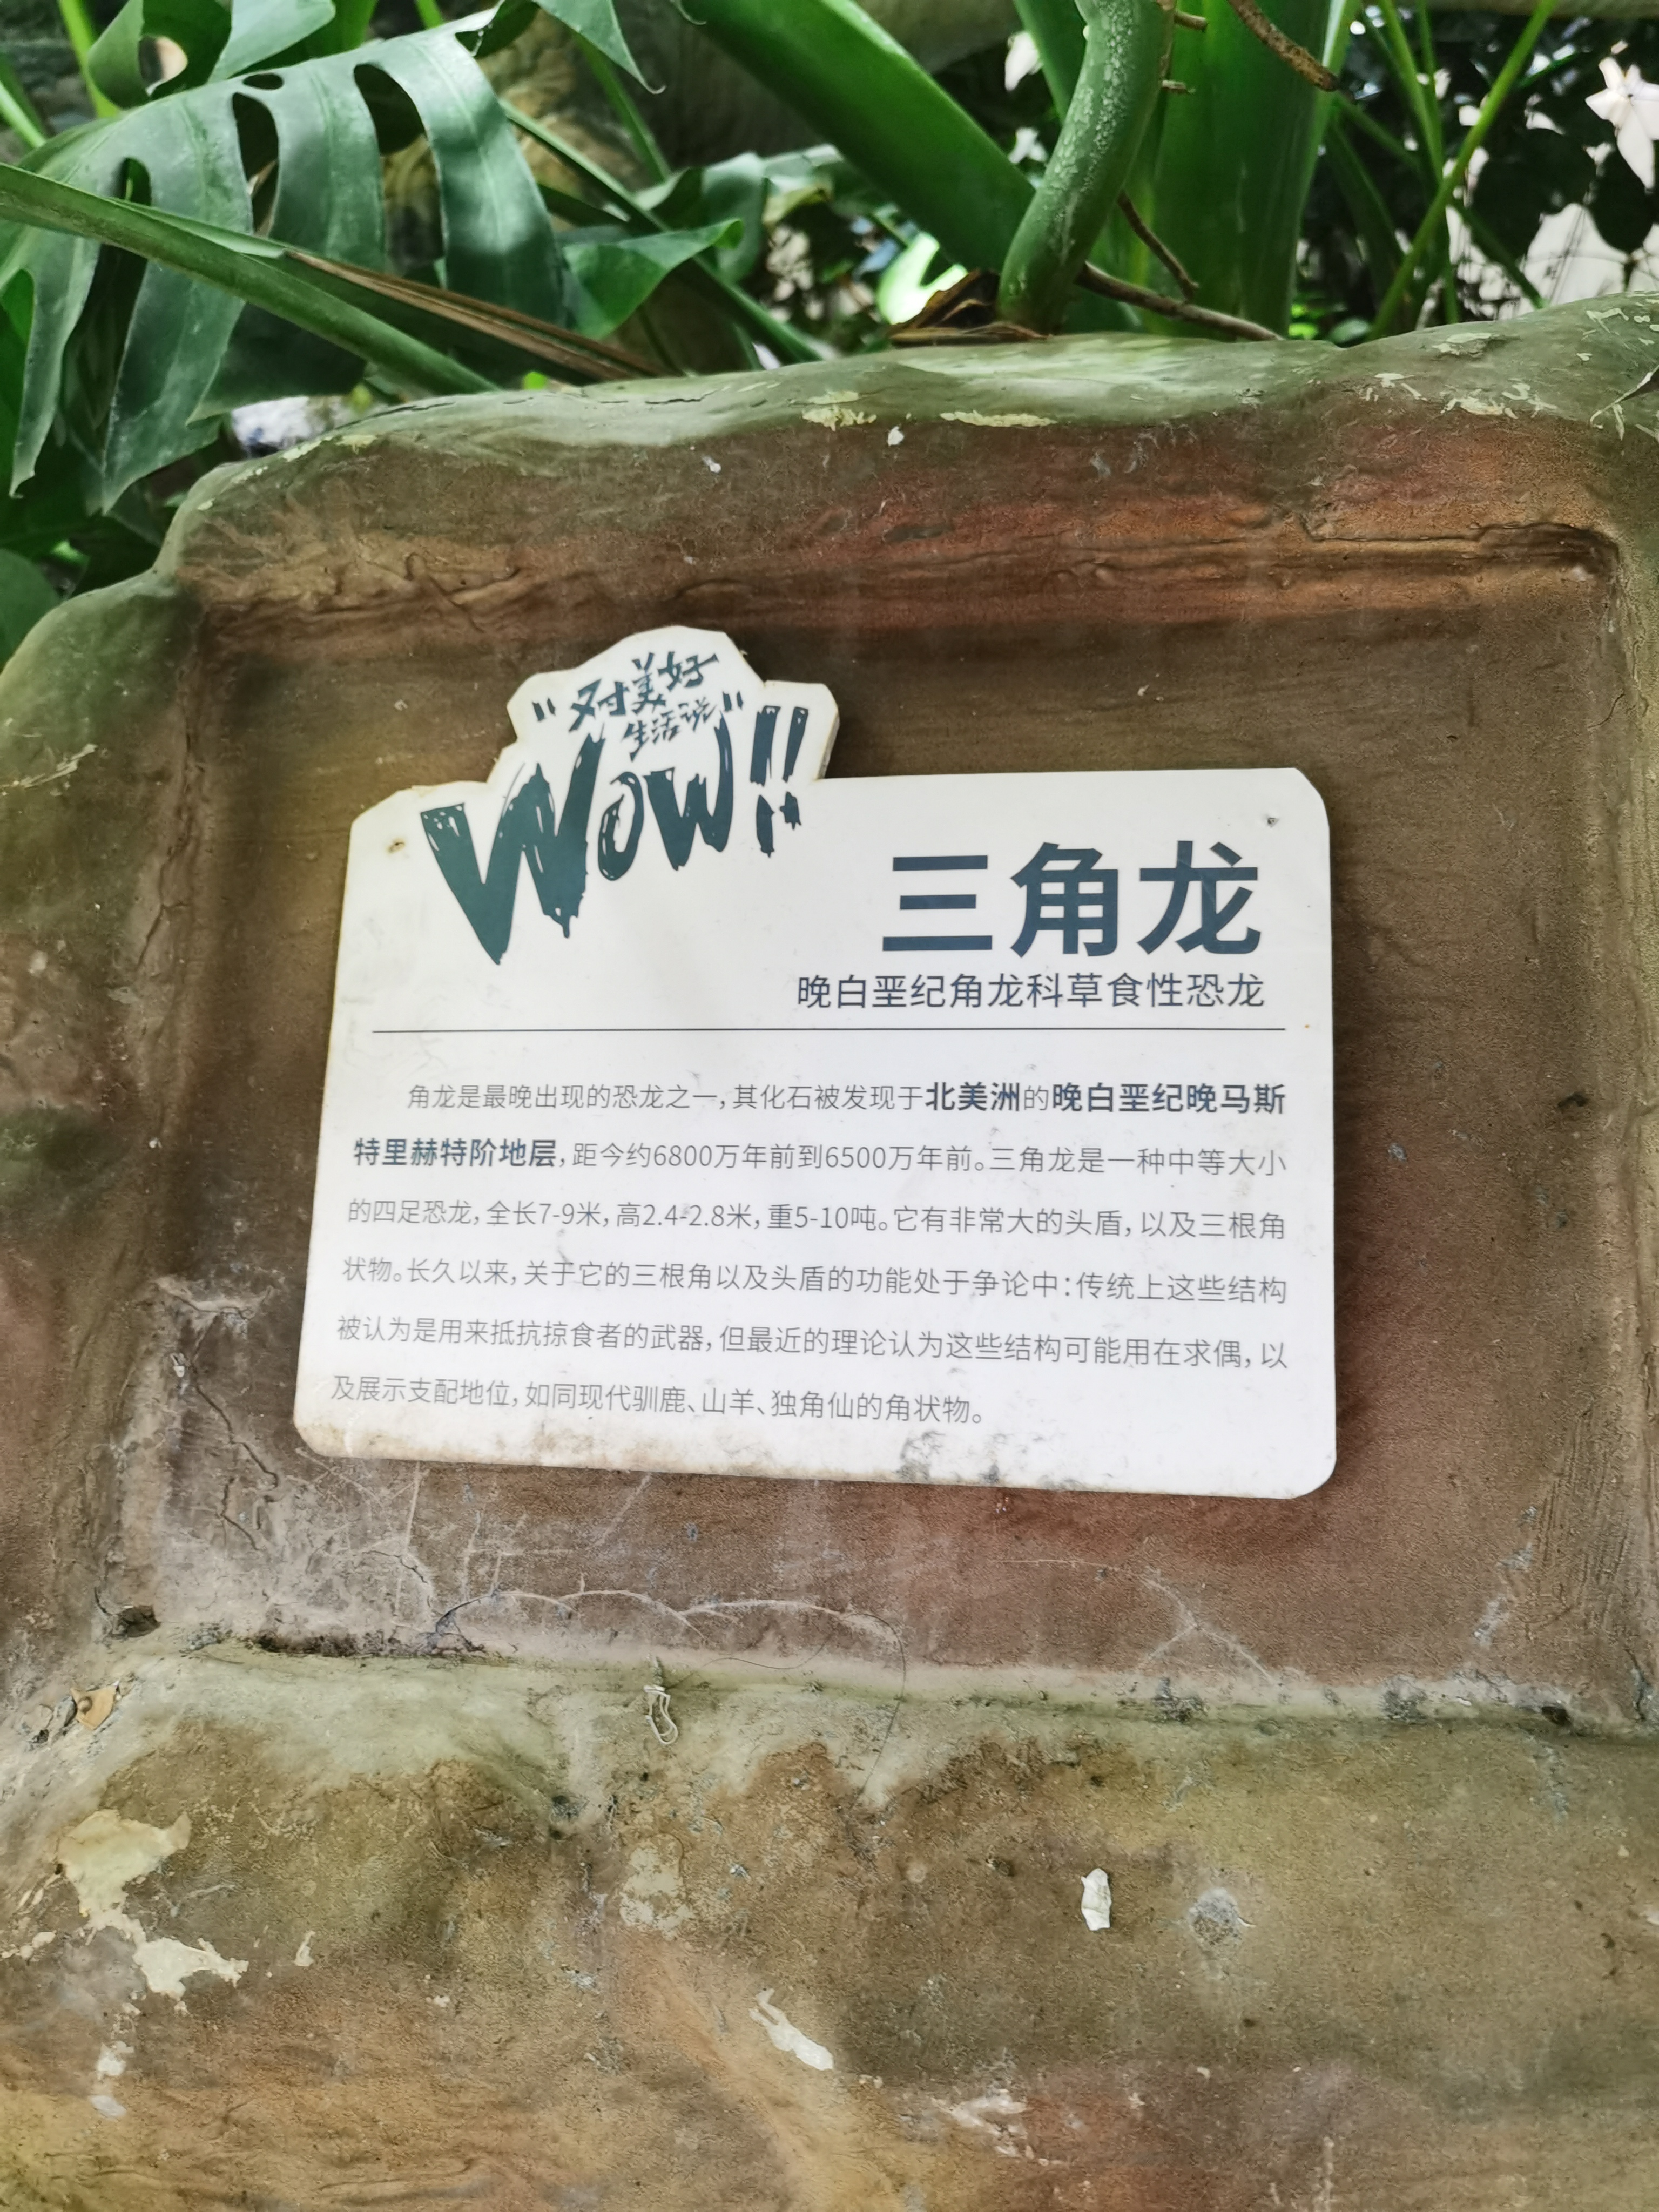 "对美好
生活说"
WOW!!
三角龙
晚白垩纪角龙科草食性恐龙
角龙是最晚出现的恐龙之一，其化石被发现于北美洲的晚白垩纪晚马斯
特里赫特阶地层，距今约6800万年前到6500万年前。三角龙是一种中等大小
的四足恐龙，全长7-9米，高2.4-2.8米，重5-10吨。它有非常大的头盾，以及三根角
状物。长久以来，关于它的三根角以及头盾的功能处于争论中：传统上这些结构
被认为是用来抵抗掠食者的武器，但最近的理论认为这些结构可能用在求偶，以
及展示支配地位，如同现代驯鹿、山羊、独角仙的角状物。